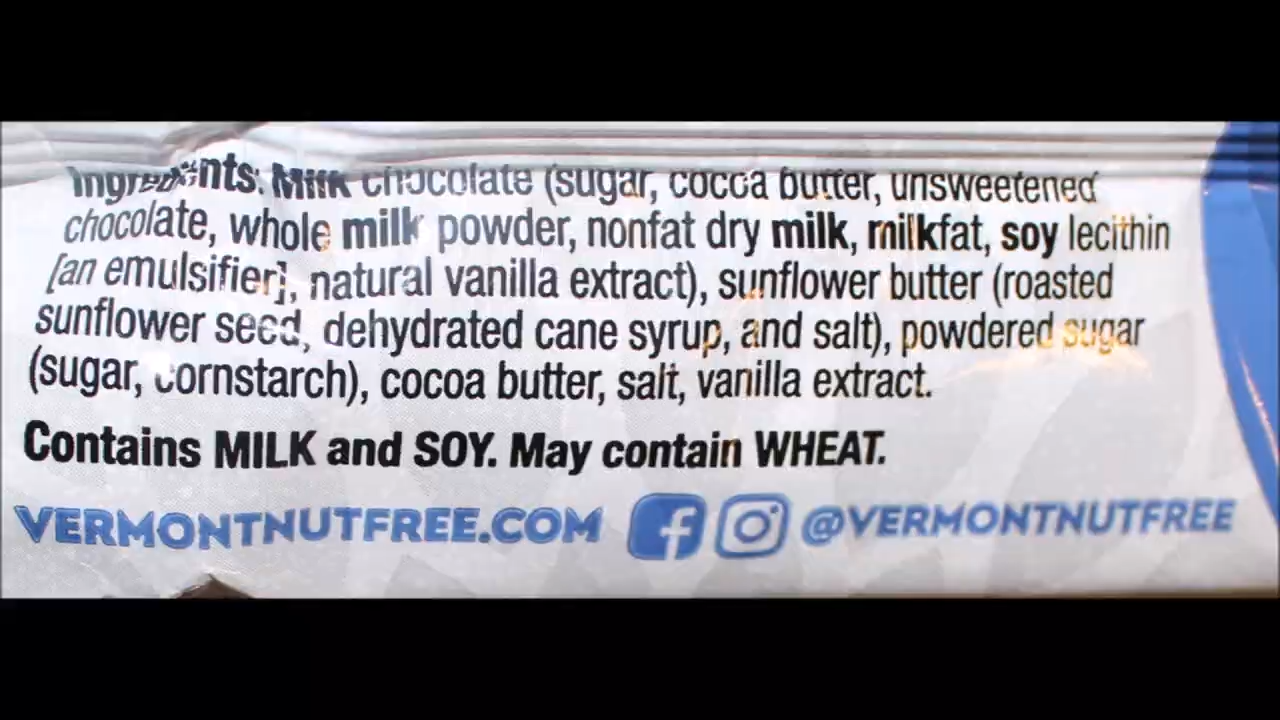 Ingredients: Milk chocolate (sugar, cocoa butter, unsweetened
chocolate, whole milk powder, nonfat dry milk, milkfat, soy lecithin
[an emulsifier], natural vanilla extract), sunflower butter (roasted
sunflower seed, dehydrated cane syrup, and salt), powdered sugar
(sugar, cornstarch), cocoa butter, salt, vanilla extract.
Contains MILK and SOY. May contain WHEAT.
VERMONTNUTFREE.COM @VERMONTNUTFREE